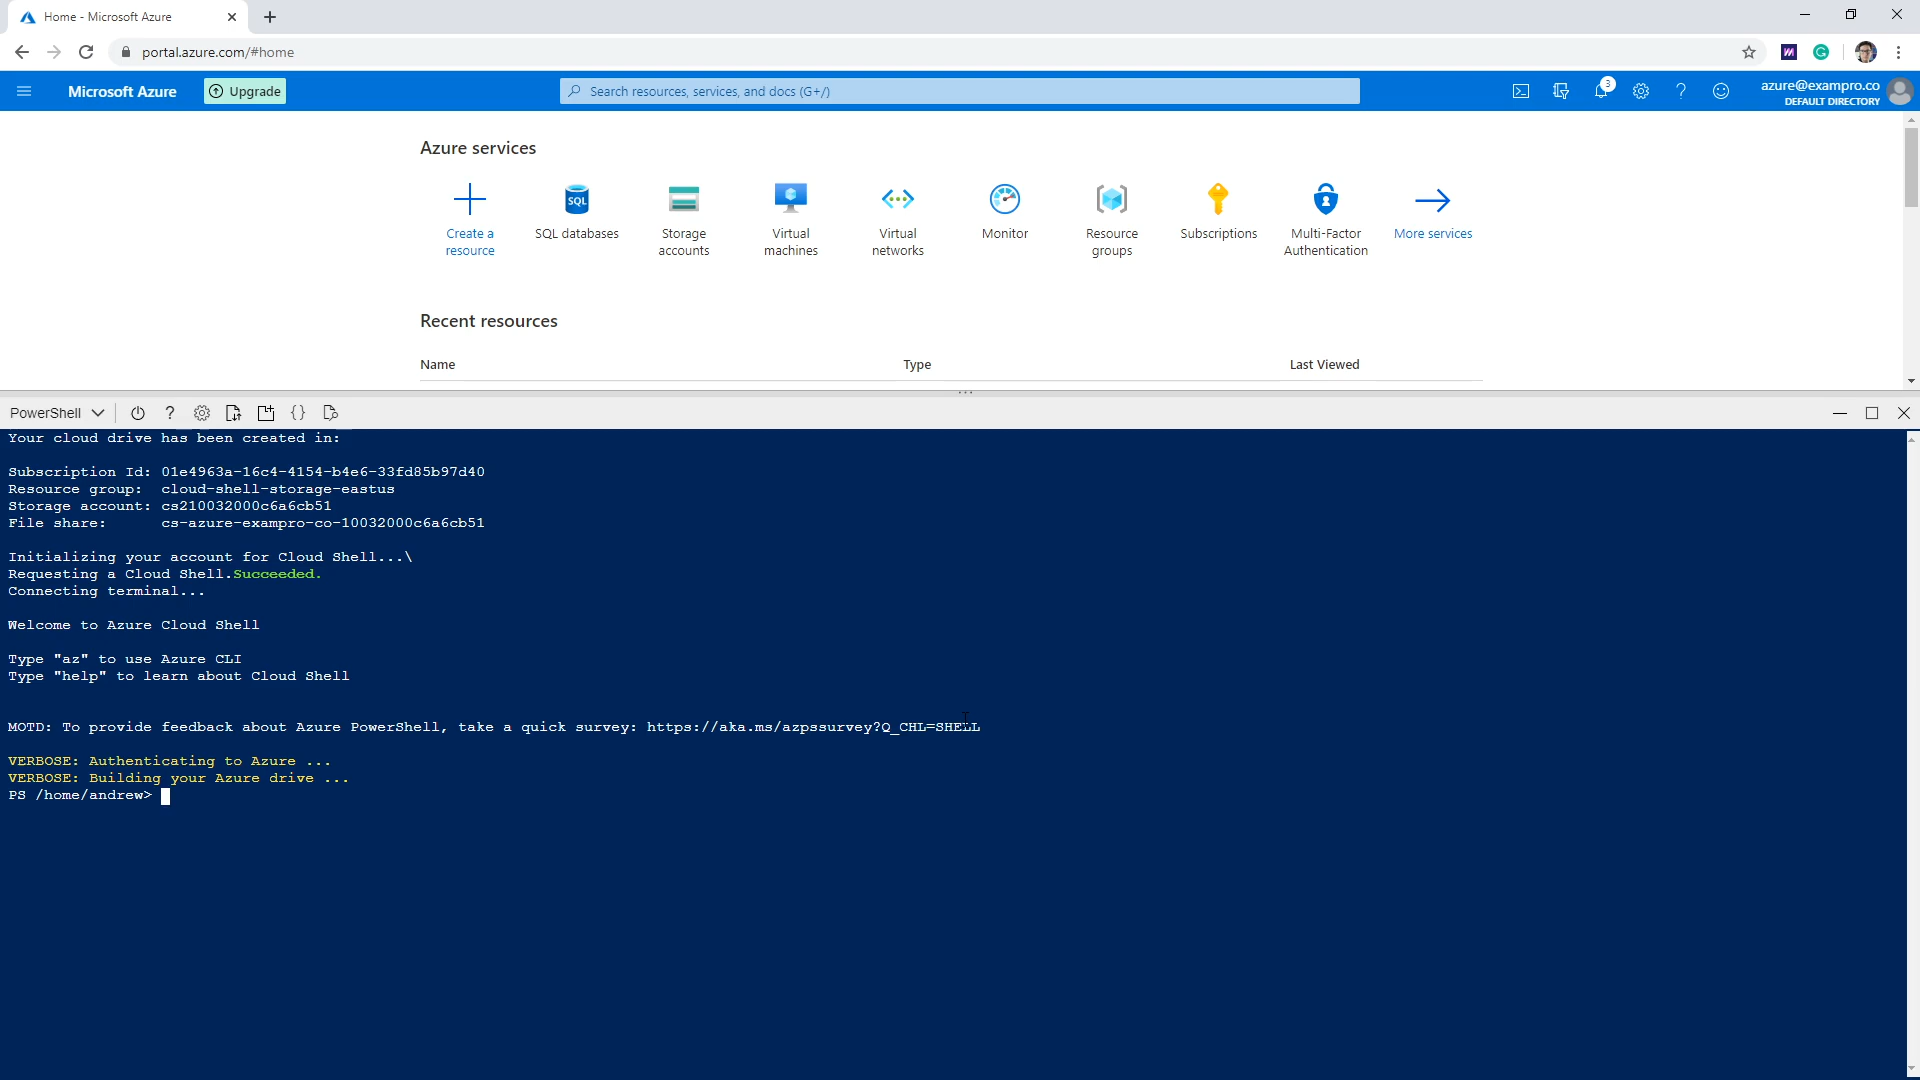 Home - Microsoft Azure
portal.azure.com/#home
Microsoft Azure
Upgrade
Search resources, services, and docs (G+/)
3
azure@exampro.co
DEFAULT DIRECTORY
Azure services
SQL
Create a resource
SQL databases
Storage accounts
Virtual machines
Virtual networks
Monitor
Resource groups
Subscriptions
Multi-Factor Authentication
More services
Recent resources
Name Type Last Viewed
PowerShell
Your cloud drive has been created in:
Subscription Id: 01e4963a-16c4-4154-b4e6-33fd85b97d40
Resource group: cloud-shell-storage-eastus
Storage account: cs210032000c6a6cb51
File share: cs-azure-exampro-co-10032000c6a6cb51
Initializing your account for Cloud Shell...\
Requesting a Cloud Shell.Succeeded.
Connecting terminal...
Welcome to Azure Cloud Shell
Type "az" to use Azure CLI
Type "help" to learn about Cloud Shell
MOTD: To provide feedback about Azure PowerShell, take a quick survey: https://aka.ms/azpssurvey?Q_CHL=SHELL
VERBOSE: Authenticating to Azure ...
VERBOSE: Building your Azure drive ...
PS /home/andrew>